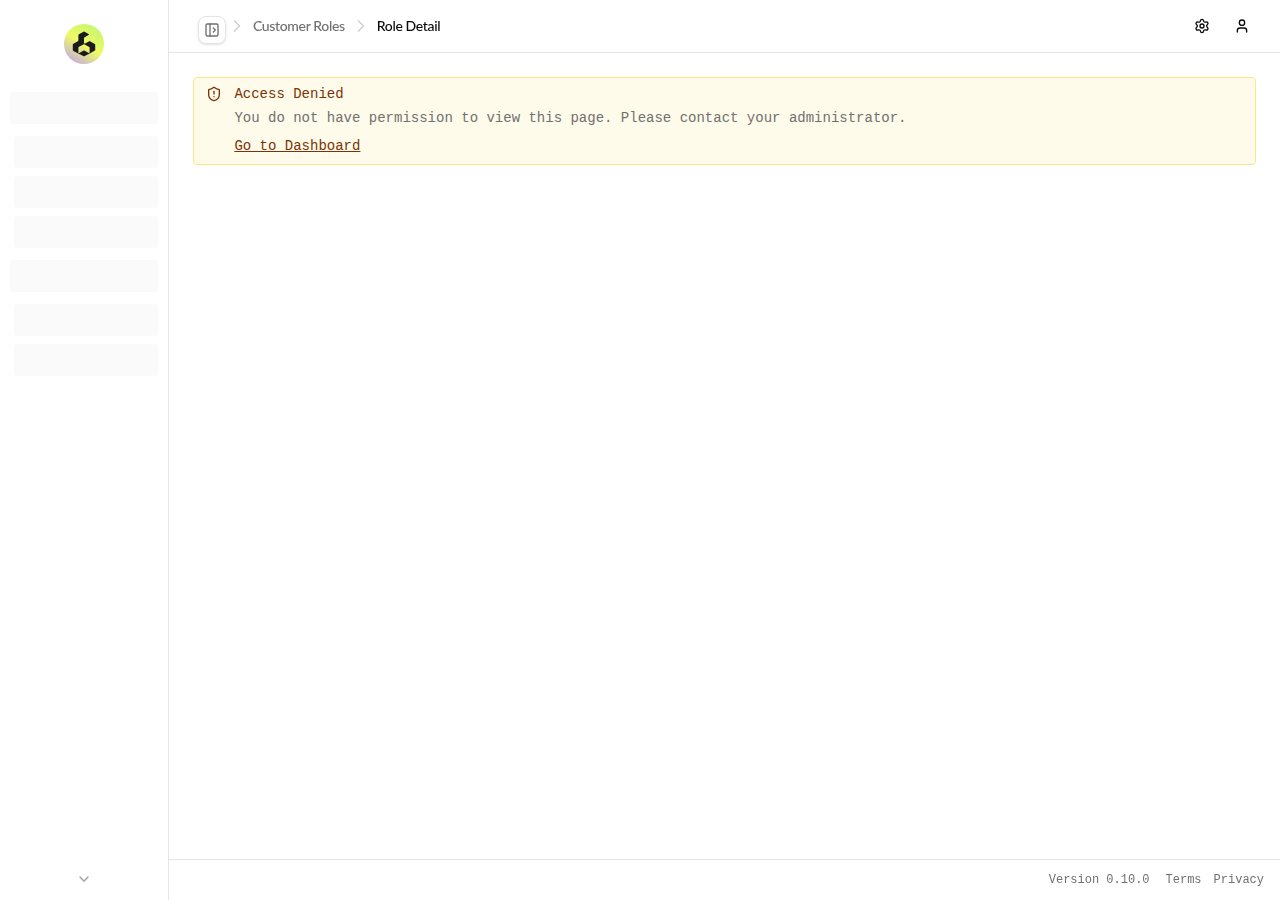 Customer Roles
Role Detail
Access Denied
You do not have permission to view this page. Please contact your administrator.
Go to Dashboard
Version 0.10.0
Terms
Privacy